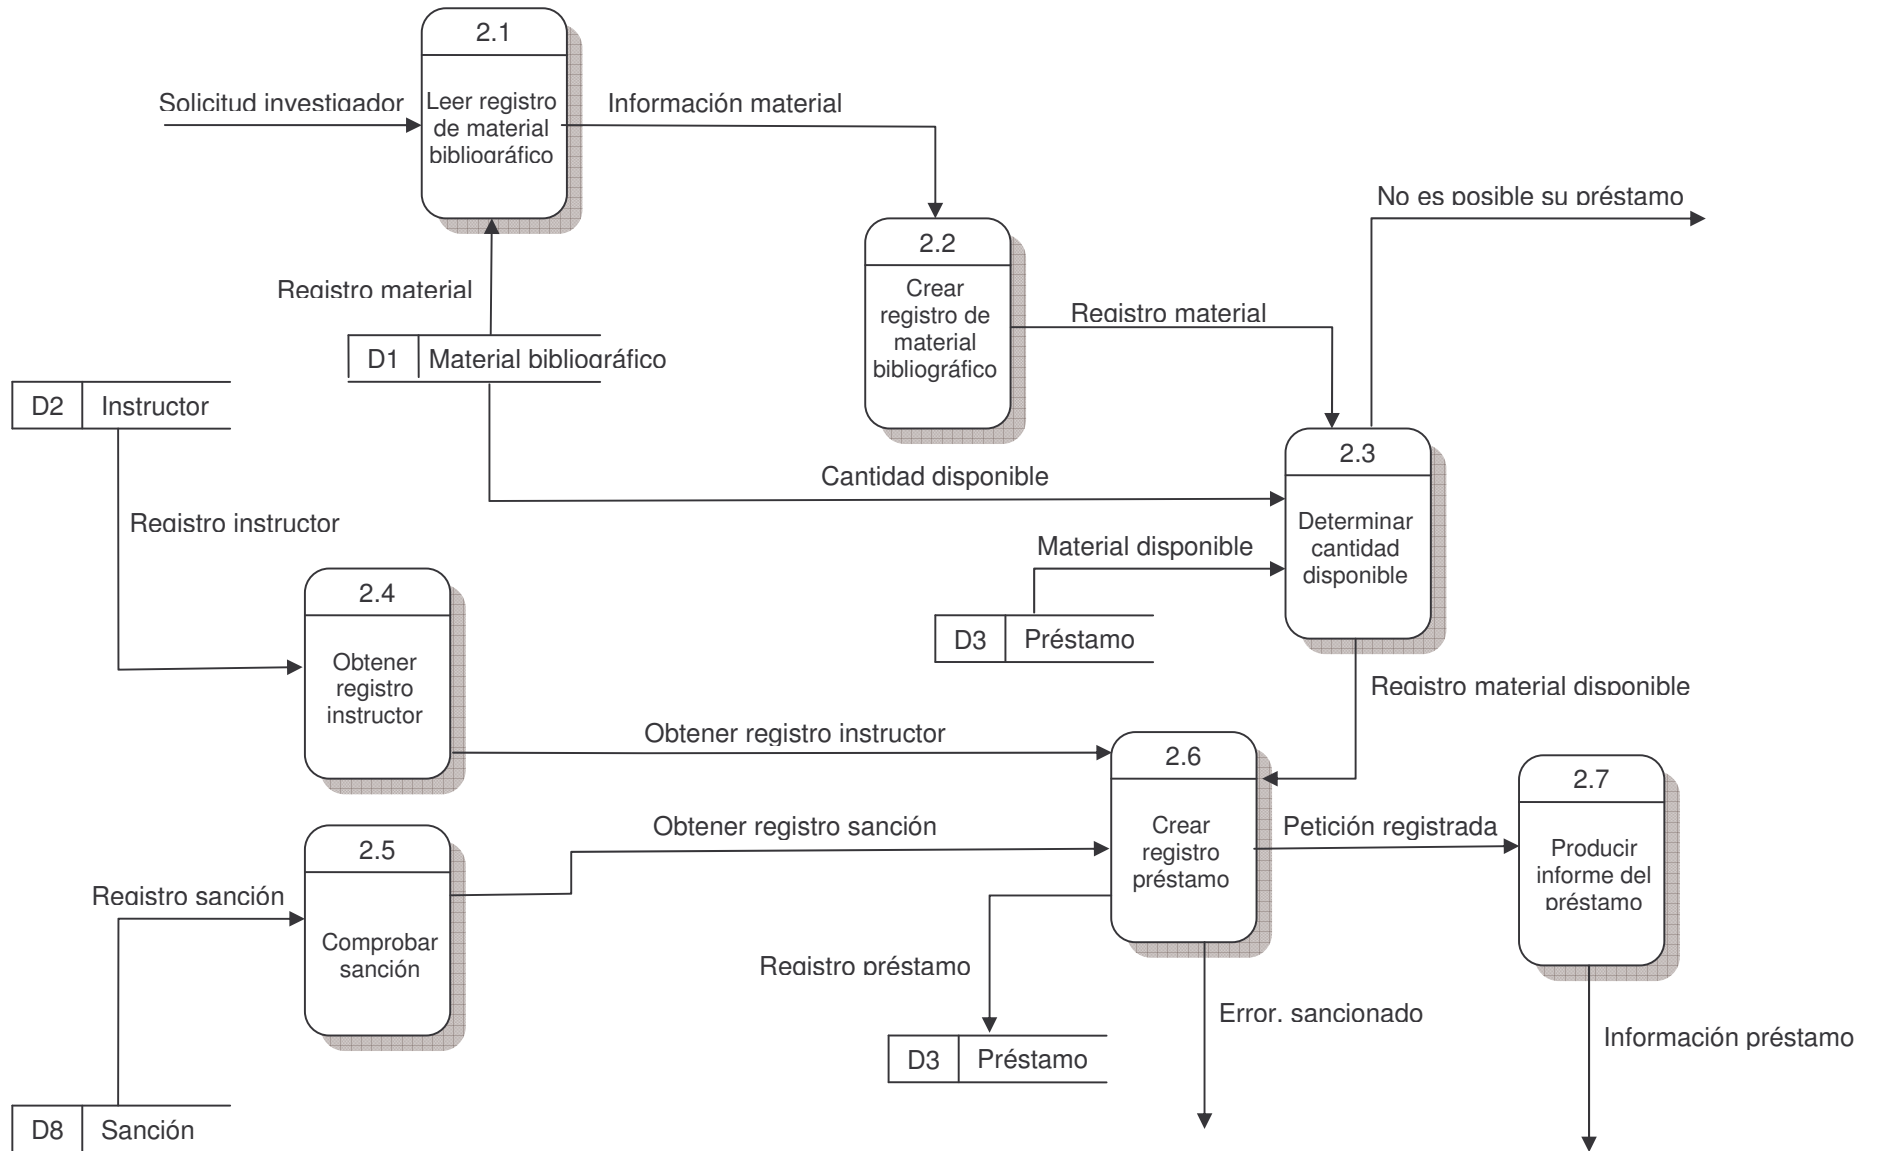 2.1
Solicitud investigador
Leer registro
de material
bibliográfico
Información material
No es posible su préstamo
2.2
Crear
registro de
material
bibliográfico
Registro material
Registro material
D1
Material bibliográfico
D2
Instructor
2.3
Determinar
cantidad
disponible
Cantidad disponible
Registro instructor
Material disponible
2.4
Obtener
registro
instructor
D3
Préstamo
Registro material disponible
Obtener registro instructor
2.6
Crear
registro
préstamo
2.7
Producir
informe del
préstamo
Petición registrada
2.5
Comprobar
sanción
Obtener registro sanción
Registro sanción
Registro préstamo
Error. sancionado
Información préstamo
D3
Préstamo
D8
Sanción